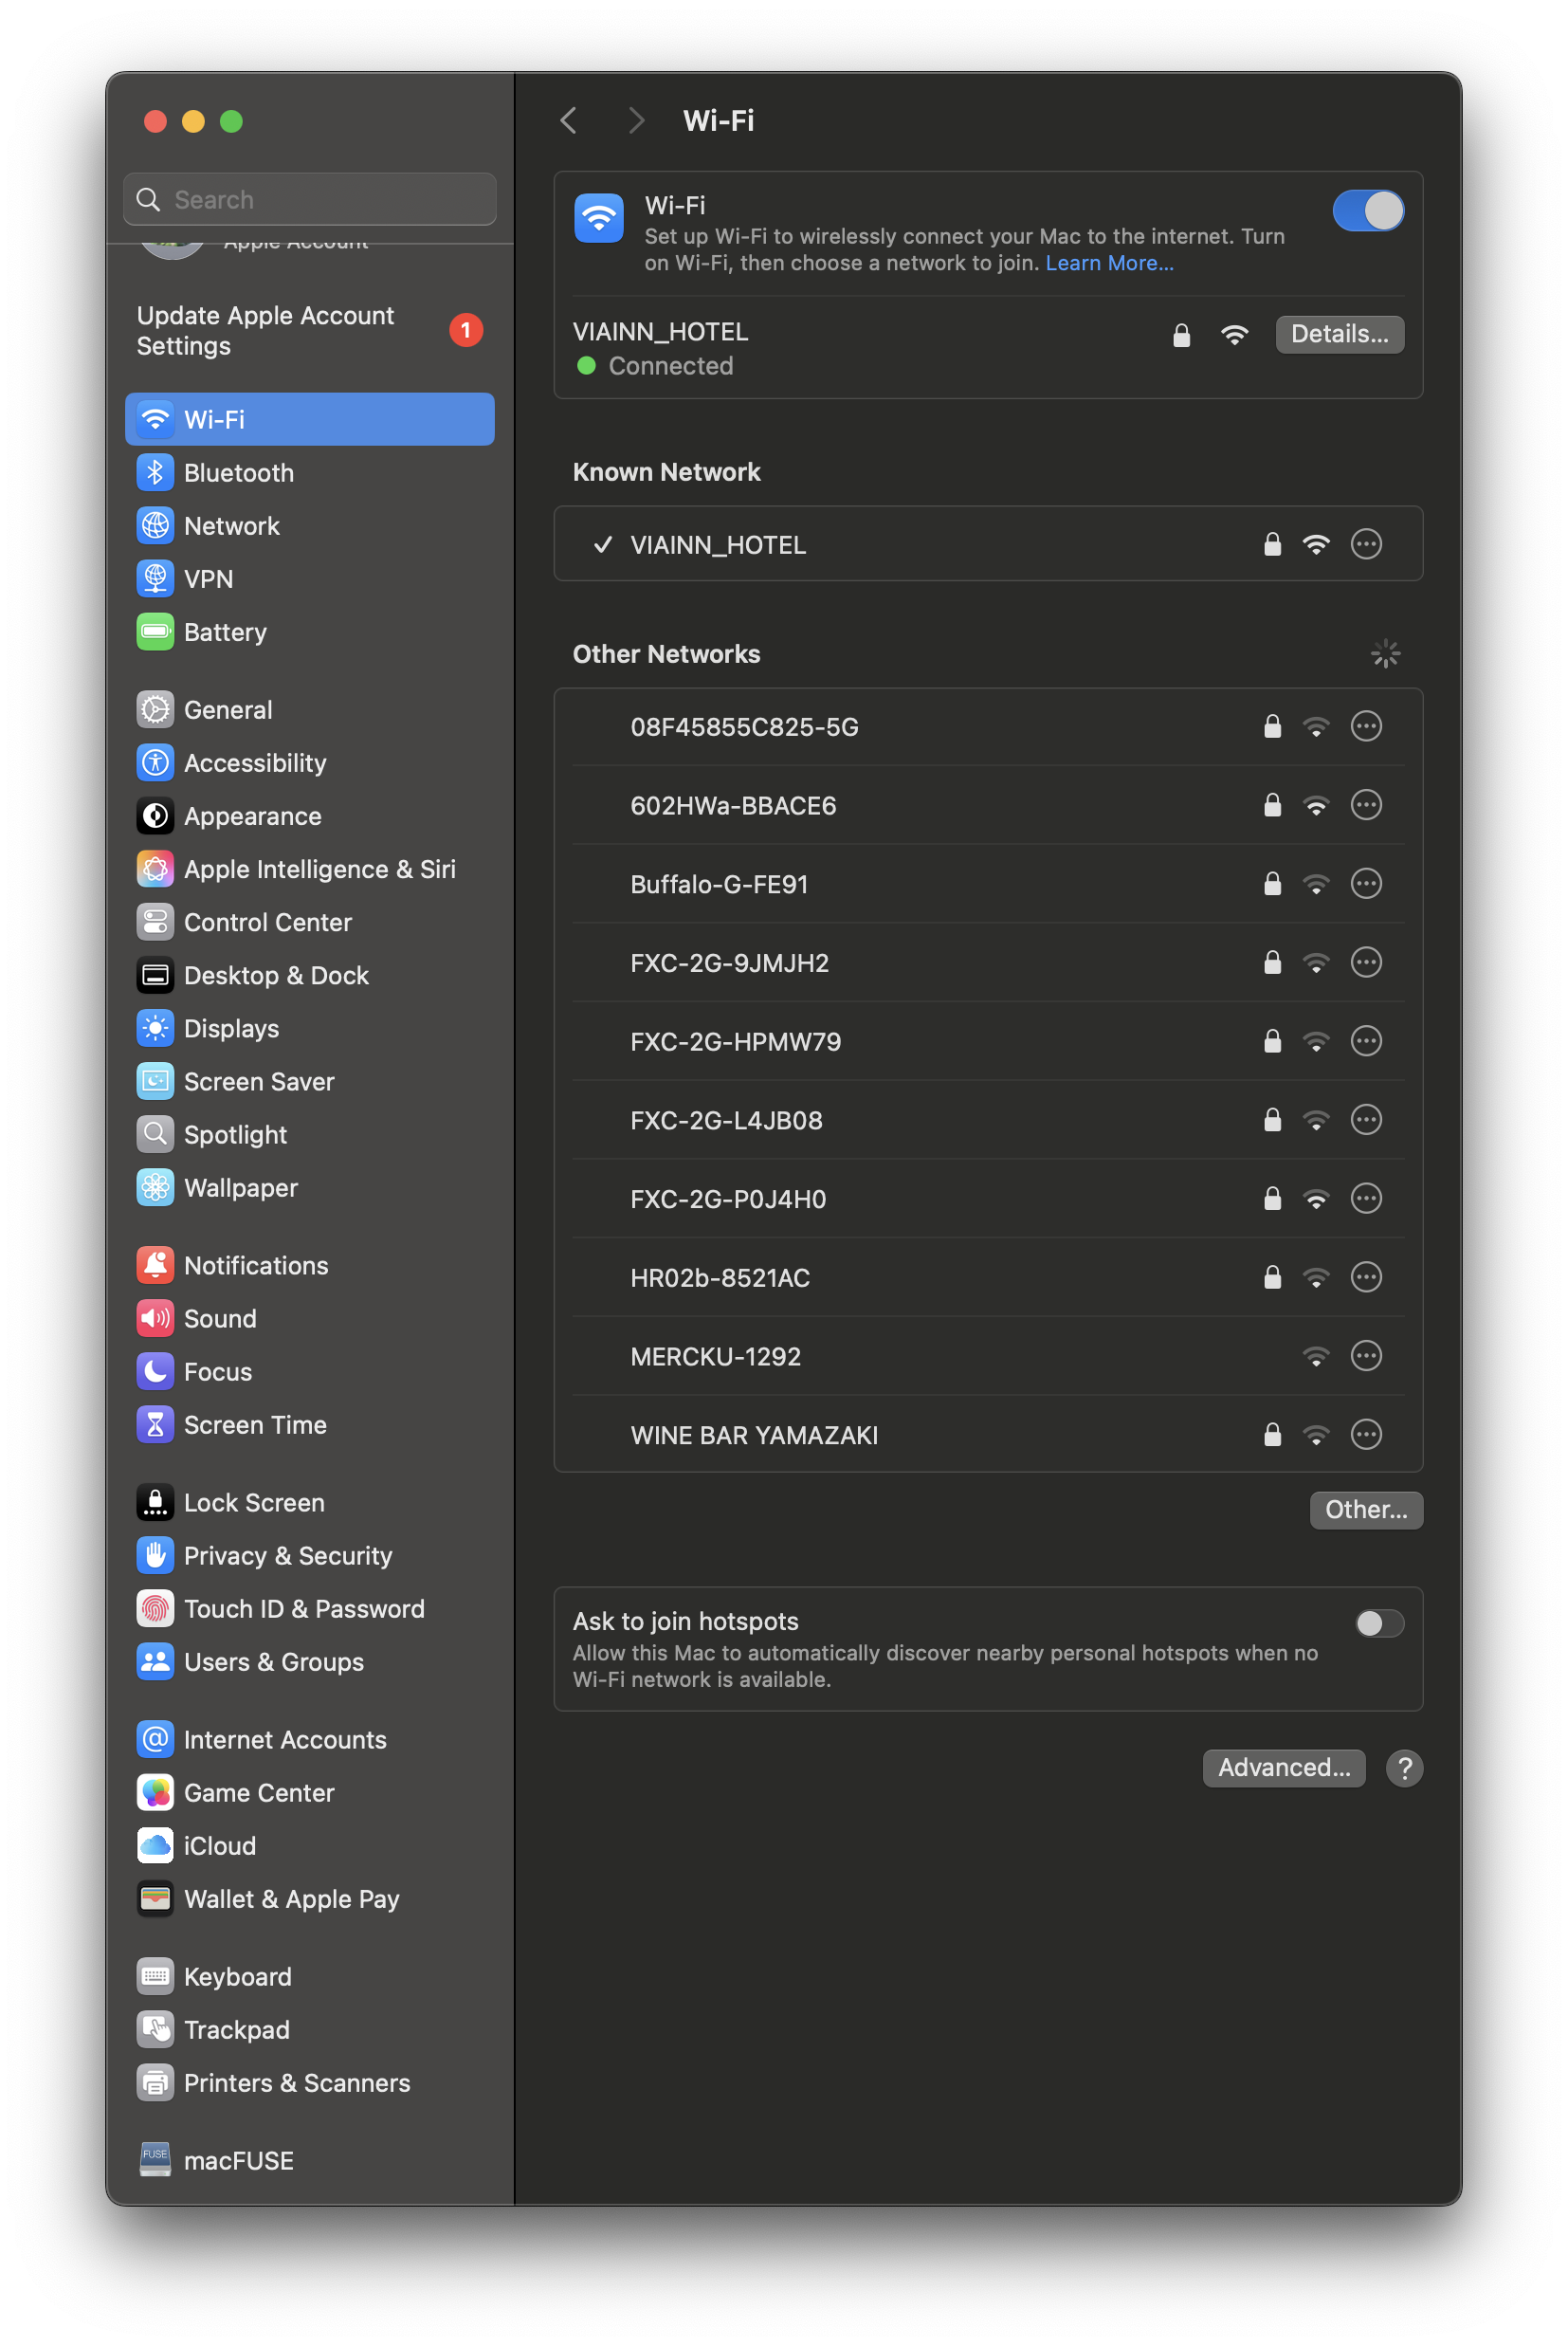 Search
Apple Account
Update Apple Account
Settings
1
Wi-Fi
Bluetooth
Network
VPN
Battery
General
Accessibility
Appearance
Apple Intelligence & Siri
Control Center
Desktop & Dock
Displays
Screen Saver
Spotlight
Wallpaper
Notifications
Sound
Focus
Screen Time
Lock Screen
Privacy & Security
Touch ID & Password
Users & Groups
Internet Accounts
Game Center
iCloud
Wallet & Apple Pay
Keyboard
Trackpad
Printers & Scanners
FUSE
macFUSE
Wi-Fi
Wi-Fi
Set up Wi-Fi to wirelessly connect your Mac to the internet. Turn
on Wi-Fi, then choose a network to join. Learn More...
VIAINN_HOTEL
Details...
Connected
Known Network
VIAINN_HOTEL
Other Networks
08F45855C825-5G
602HWa-BBACE6
Buffalo-G-FE91
FXC-2G-9JMJH2
FXC-2G-HPMW79
FXC-2G-L4JB08
FXC-2G-P0J4H0
HR02b-8521AC
MERCKU-1292
WINE BAR YAMAZAKI
Other...
Ask to join hotspots
Allow this Mac to automatically discover nearby personal hotspots when no
Wi-Fi network is available.
Advanced...
?